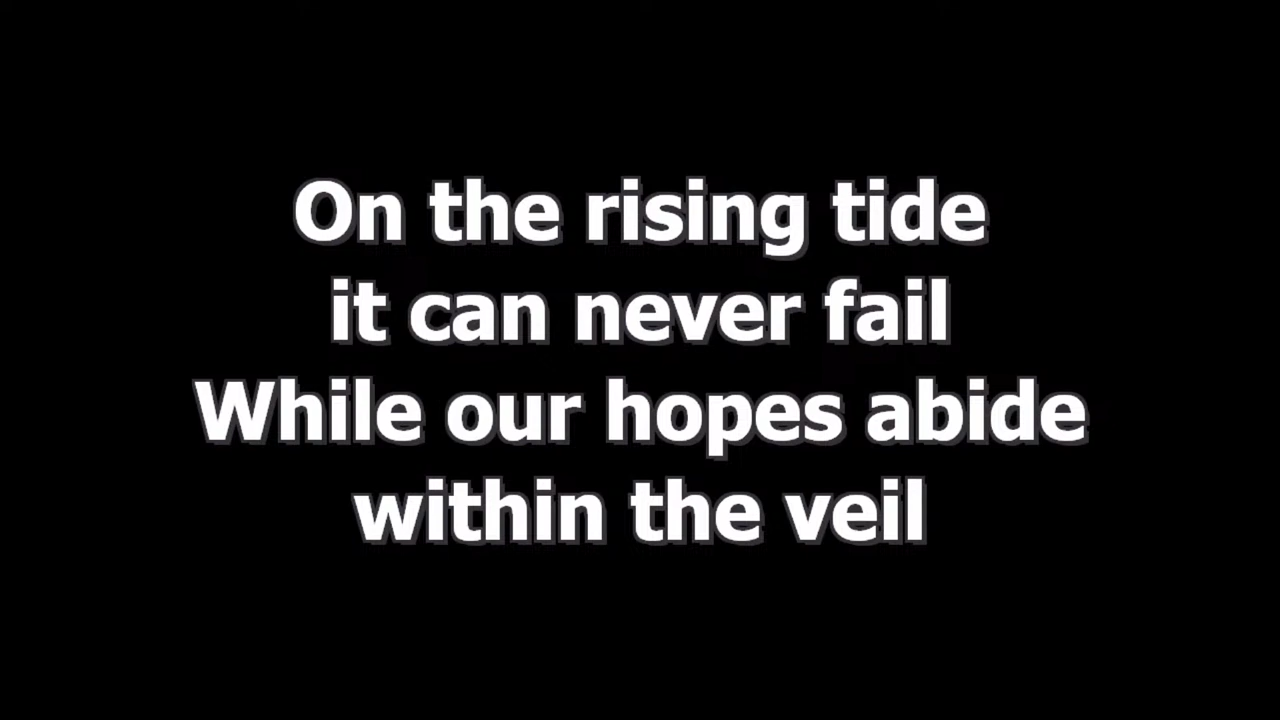 On the rising tide
it can never fail
While our hopes abide
within the veil